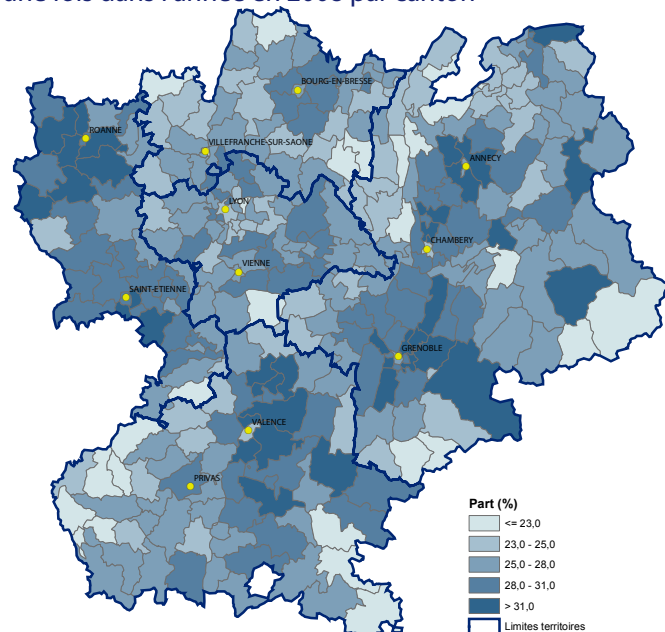 BOURG-EN-BRESSE
ROANNE
VILLEFRANCHE-SUR-SAONE
ANNECY
LYON
CHAMBERY
VIENNE
SAINT-ETIENNE
GRENOBLE
VALENCE
PRIVAS
Part (%)
<= 23,0
23,0 - 25,0
25,0 - 28,0
28,0 - 31,0
> 31,0
Limites territoires